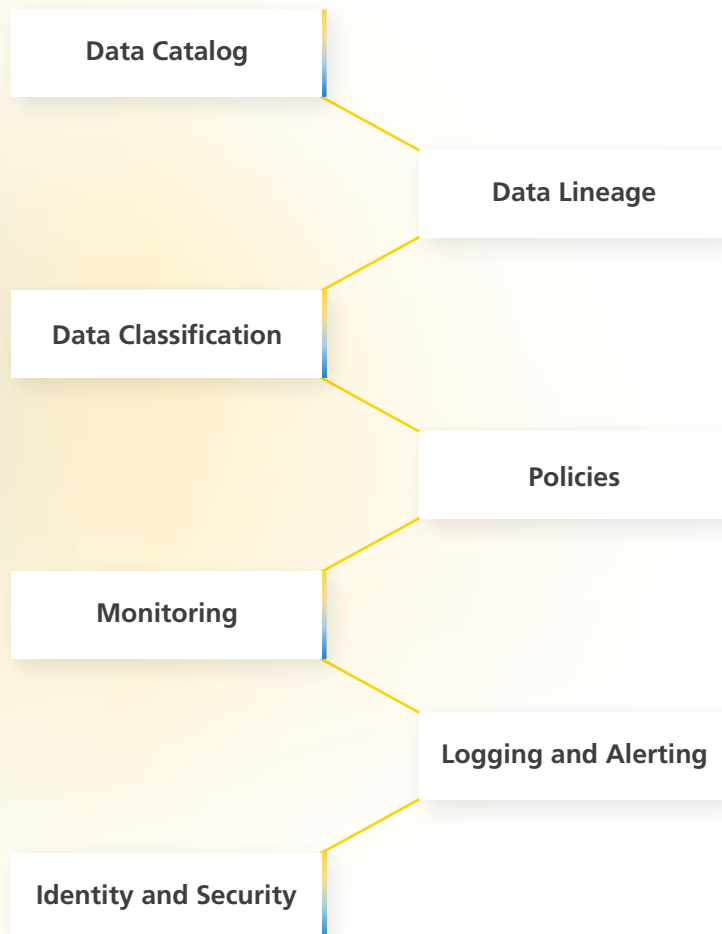 Data Catalog
Data Lineage
Data Classification
Policies
Monitoring
Logging and Alerting
Identity and Security